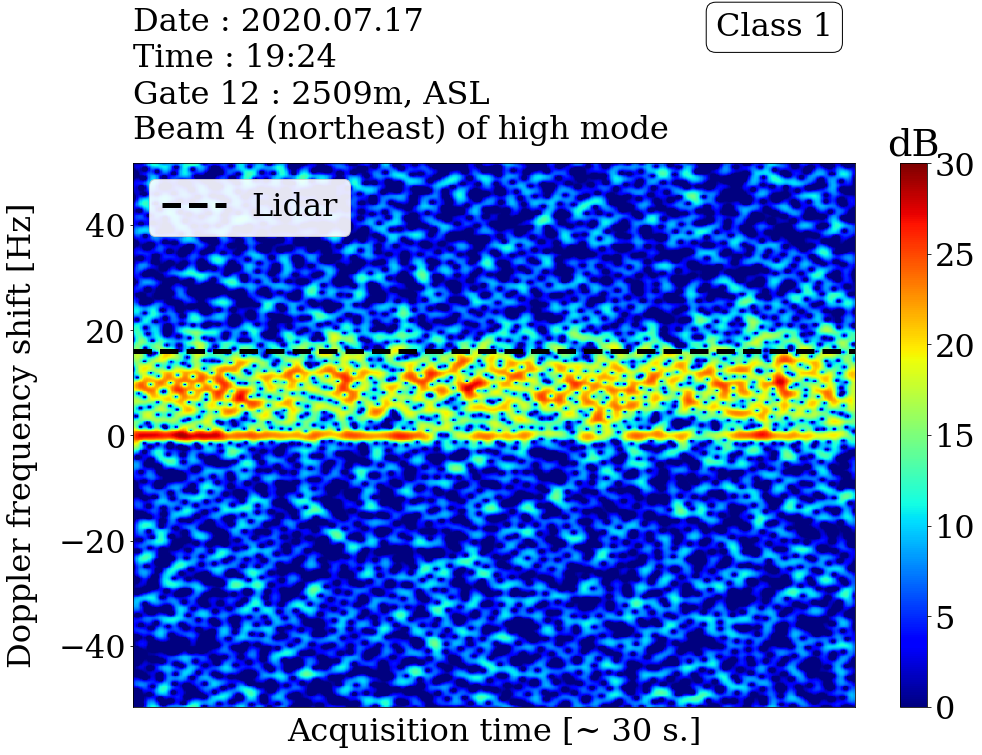 Date : 2020.07.17
Time : 19:24
Gate 12 : 2509m, ASL
Beam 4 (northeast) of high mode
Class 1
dB
Lidar
Doppler frequency shift [Hz]
40
20
0
−20
−40
30
25
20
15
10
5
0
Acquisition time [~ 30 s.]